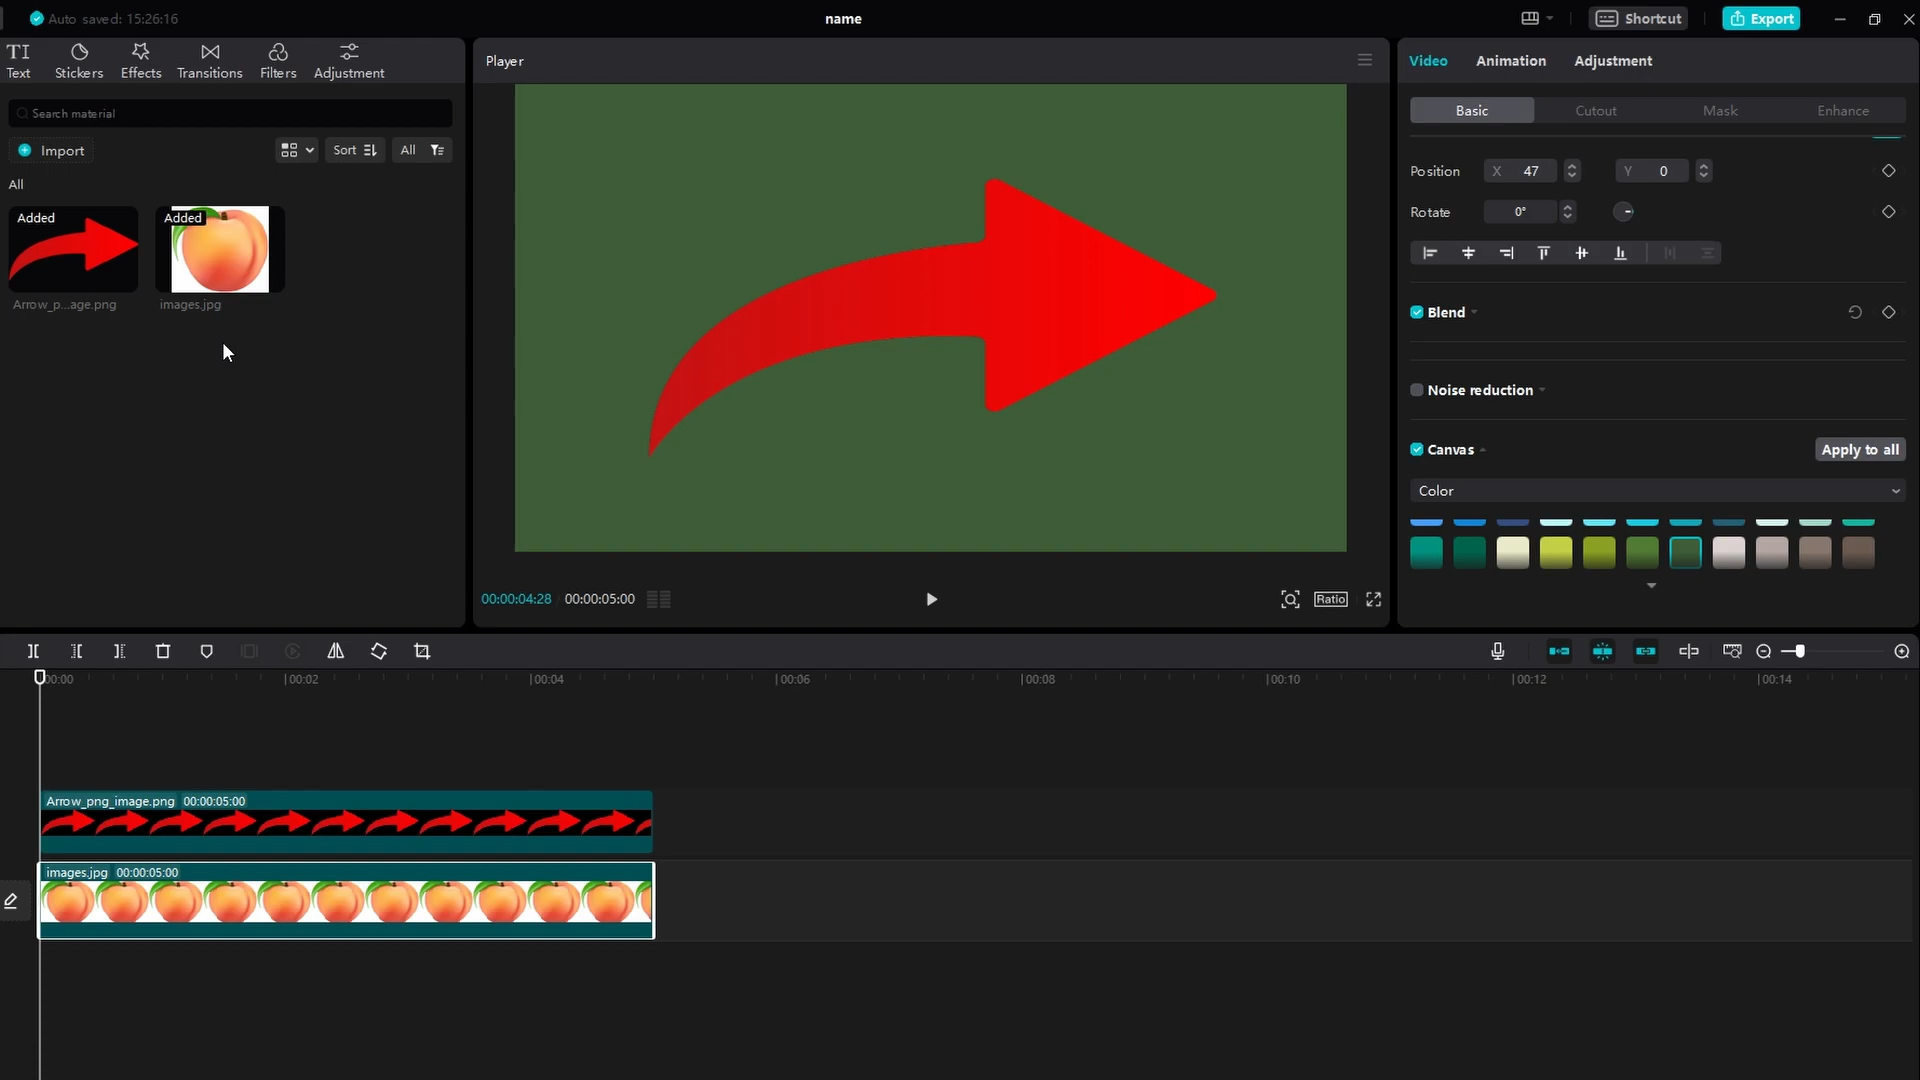 Auto saved: 15:26:16
name
Shortcut
Export
TI
Text
Stickers
Effects
Transitions
Filters
Adjustment
Search material
Import
Sort
All
All
Added
Added
Arrow_p...age.png
images.jpg
Player
00:00:04:28
00:00:05:00
Ratio
Video
Animation
Adjustment
Basic
Cutout
Mask
Enhance
Position
X 47
Y 0
Rotate
0°
Blend
Noise reduction
Canvas
Apply to all
Color
00:00
00:02
00:04
00:06
00:08
00:10
00:12
00:14
Arrow_png_image.png 00:00:05:00
images.jpg 00:00:05:00